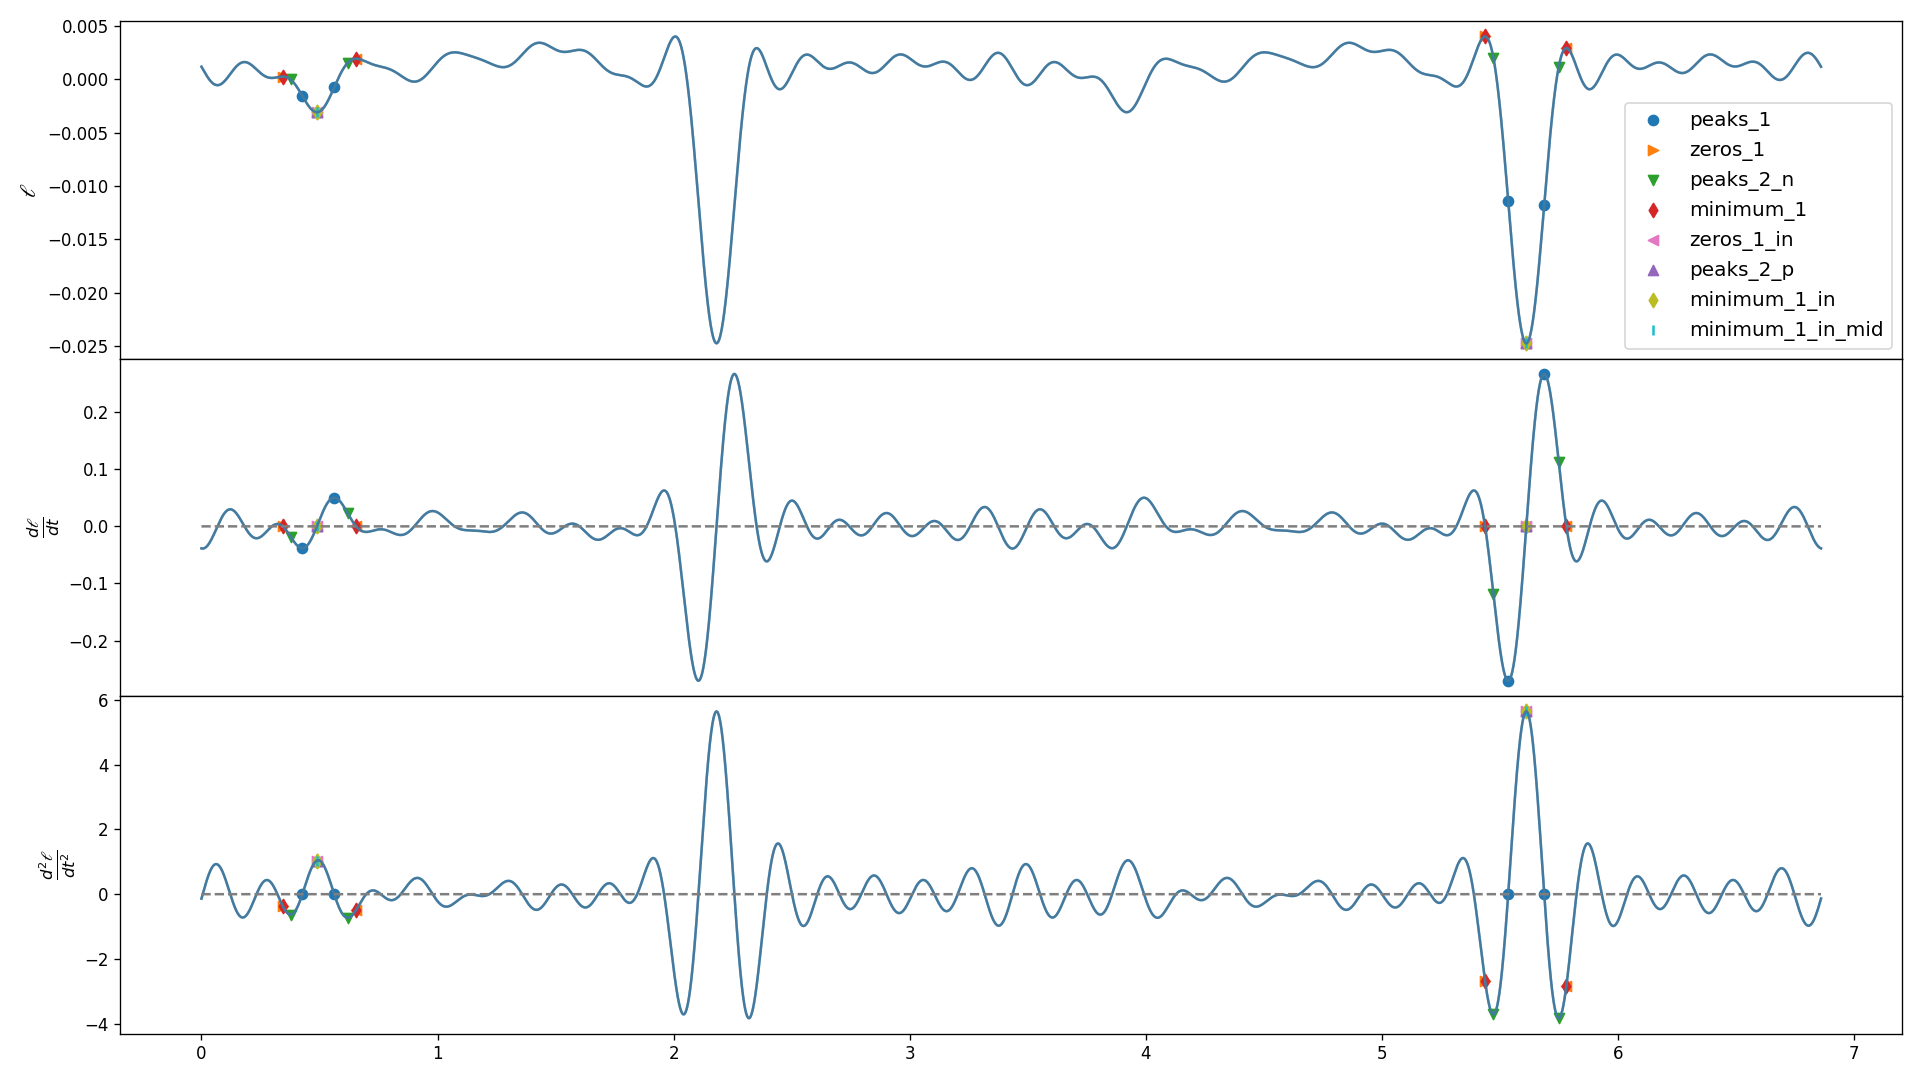 0.005
0.000
−0.005
−0.010
−0.015
−0.020
−0.025
ℓ
peaks_1
zeros_1
peaks_2_n
minimum_1
zeros_1_in
peaks_2_p
minimum_1_in
minimum_1_in_mid
0.2
0.1
0.0
−0.1
−0.2
dℓ
dt
6
4
2
0
−2
−4
d²ℓ
dt²
0 1 2 3 4 5 6 7